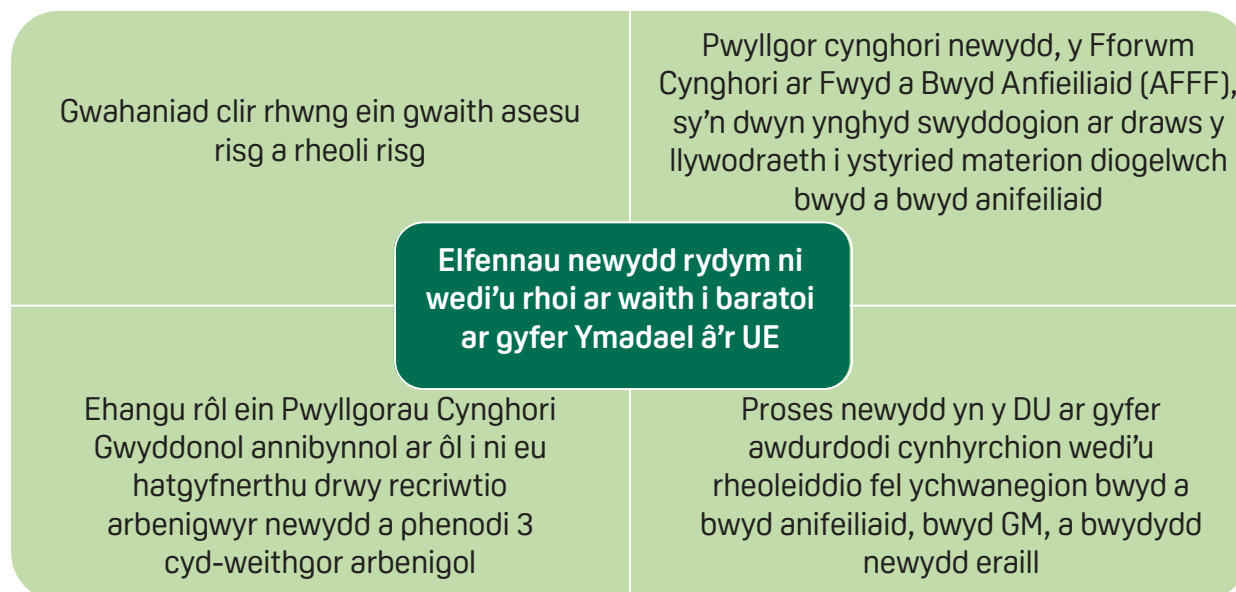 Gwahaniad clir rhwng ein gwaith asesu
risg a rheoli risg
Pwyllgor cynghori newydd, y Fforwm
Cynghori ar Fwyd a Bwyd Anfieiliaid (AFFF),
sy'n dwyn ynghyd swyddogion ar draws y
llywodraeth i ystyried materion diogelwch
bwyd a bwyd anifeiliaid
Elfennau newydd rydym ni
wedi'u rhoi ar waith i baratoi
ar gyfer Ymadael â'r UE
Ehangu rôl ein Pwyllgorau Cynghori
Gwyddonol annibynnol ar ôl i ni eu
hatgyfnerthu drwy recriwtio
arbenigwyr newydd a phenodi 3
cyd-weithgor arbenigol
Proses newydd yn y DU ar gyfer
awdurdodi cynhyrchion wedi'u
rheoleiddio fel ychwanegion bwyd a
bwyd anifeiliaid, bwyd GM, a bwydydd
newydd eraill